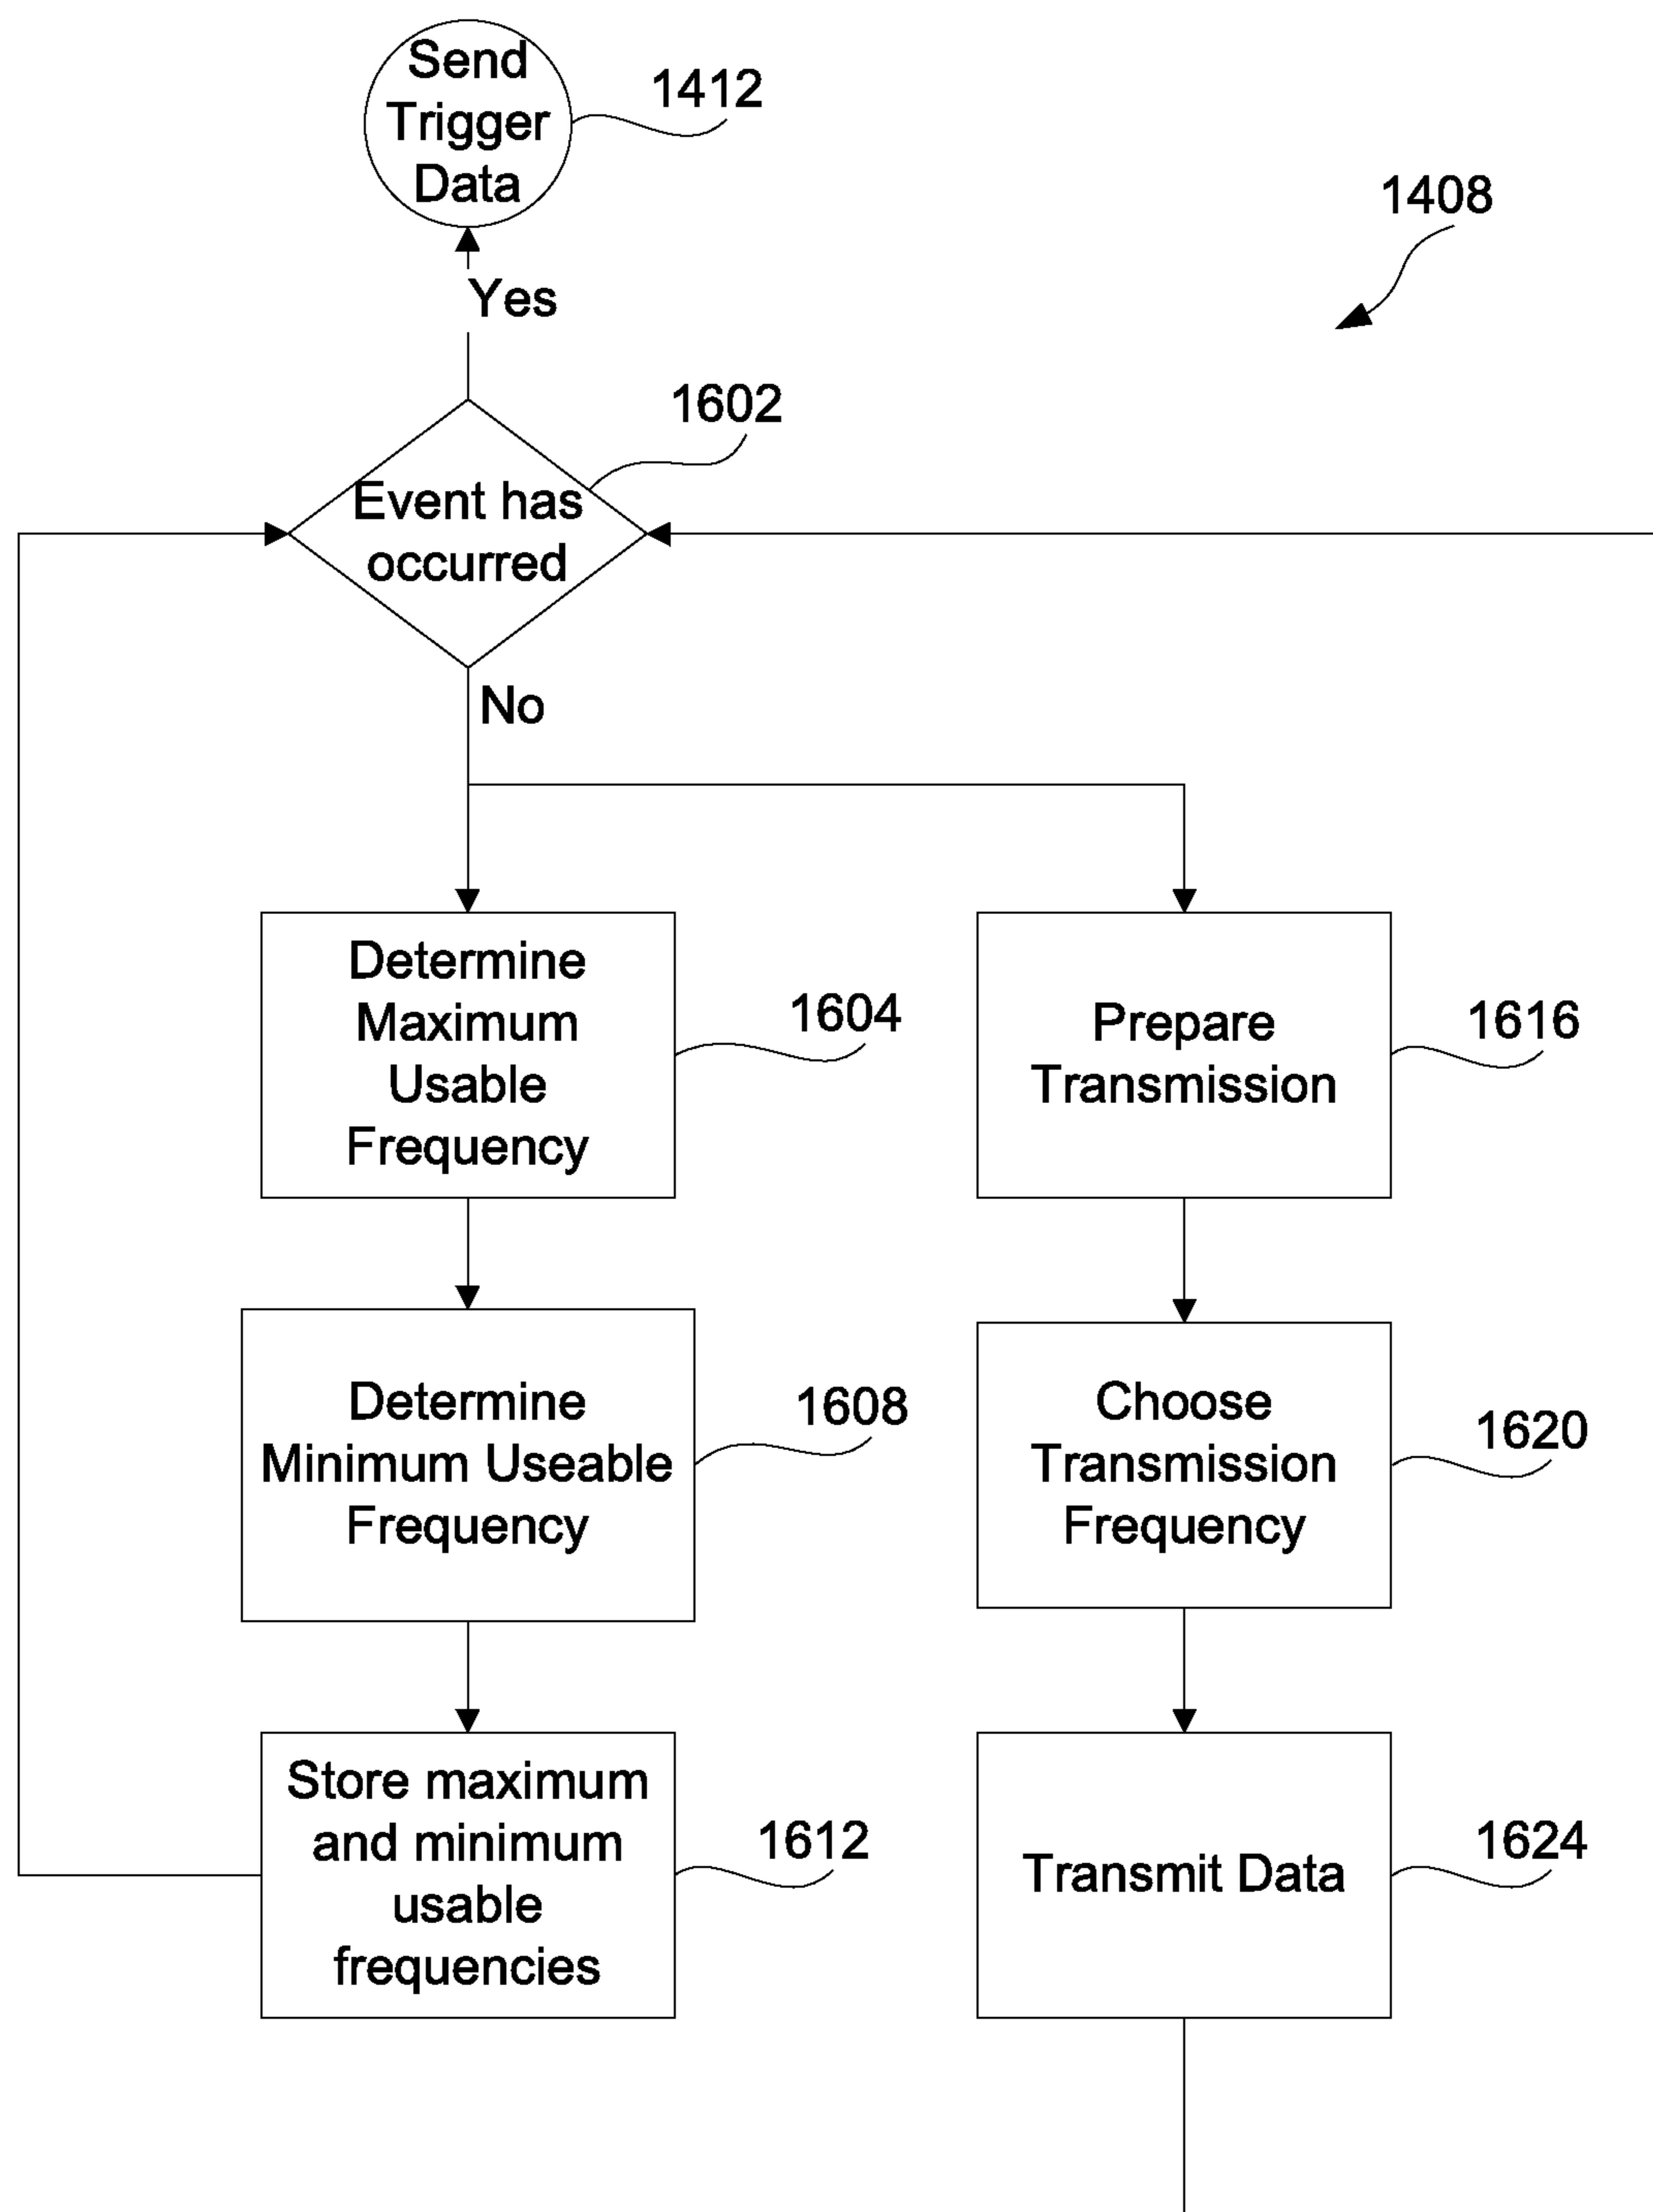 Send
Trigger
Data
1412
1408
Yes
1602
Event has
occurred
No
Determine
Maximum
Usable
Frequency
1604
Prepare
Transmission
1616
Determine
Minimum Useable
Frequency
1608
Choose
Transmission
Frequency
1620
Store maximum
and minimum
usable
frequencies
1612
Transmit Data
1624